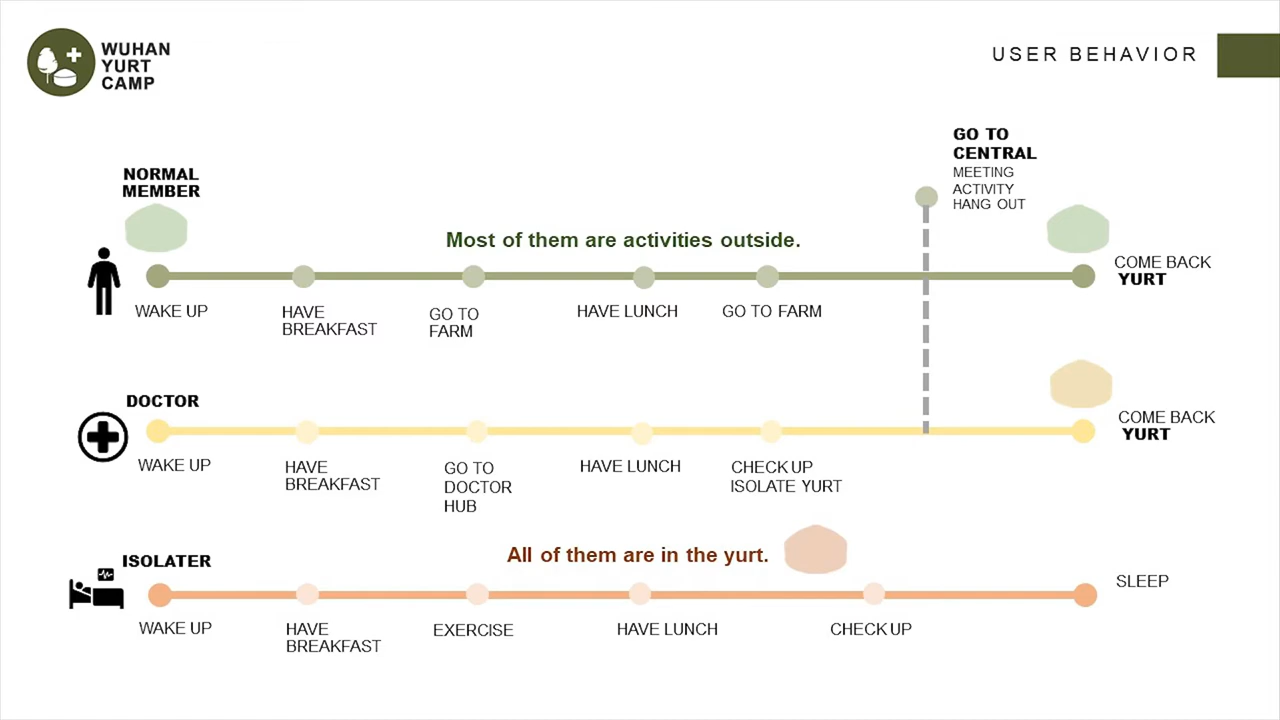 WUHAN
YURT
CAMP
USER BEHAVIOR
GO TO
CENTRAL
MEETING
ACTIVITY
HANG OUT
NORMAL
MEMBER
Most of them are activities outside.
COME BACK
YURT
WAKE UP
HAVE
BREAKFAST
GO TO
FARM
HAVE LUNCH
GO TO FARM
DOCTOR
COME BACK
YURT
WAKE UP
HAVE
BREAKFAST
GO TO
DOCTOR
HUB
HAVE LUNCH
CHECK UP
ISOLATE YURT
ISOLATER
All of them are in the yurt.
SLEEP
WAKE UP
HAVE
BREAKFAST
EXERCISE
HAVE LUNCH
CHECK UP